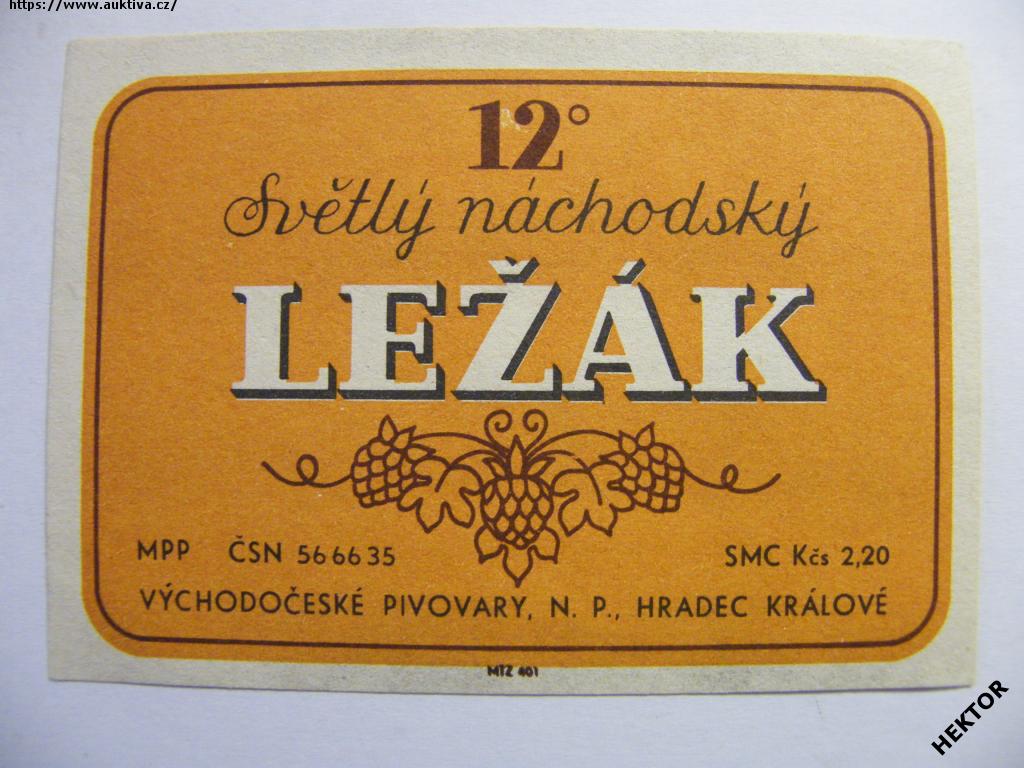 https://www.auktiva.cz/
12°
Světlý náchodský
LEŽÁK
MPP ČSN 56 66 35 SMC Kčs 2,20
VÝCHODOČESKÉ PIVOVARY, N. P., HRADEC KRÁLOVÉ
MTZ 401
HEKTOR